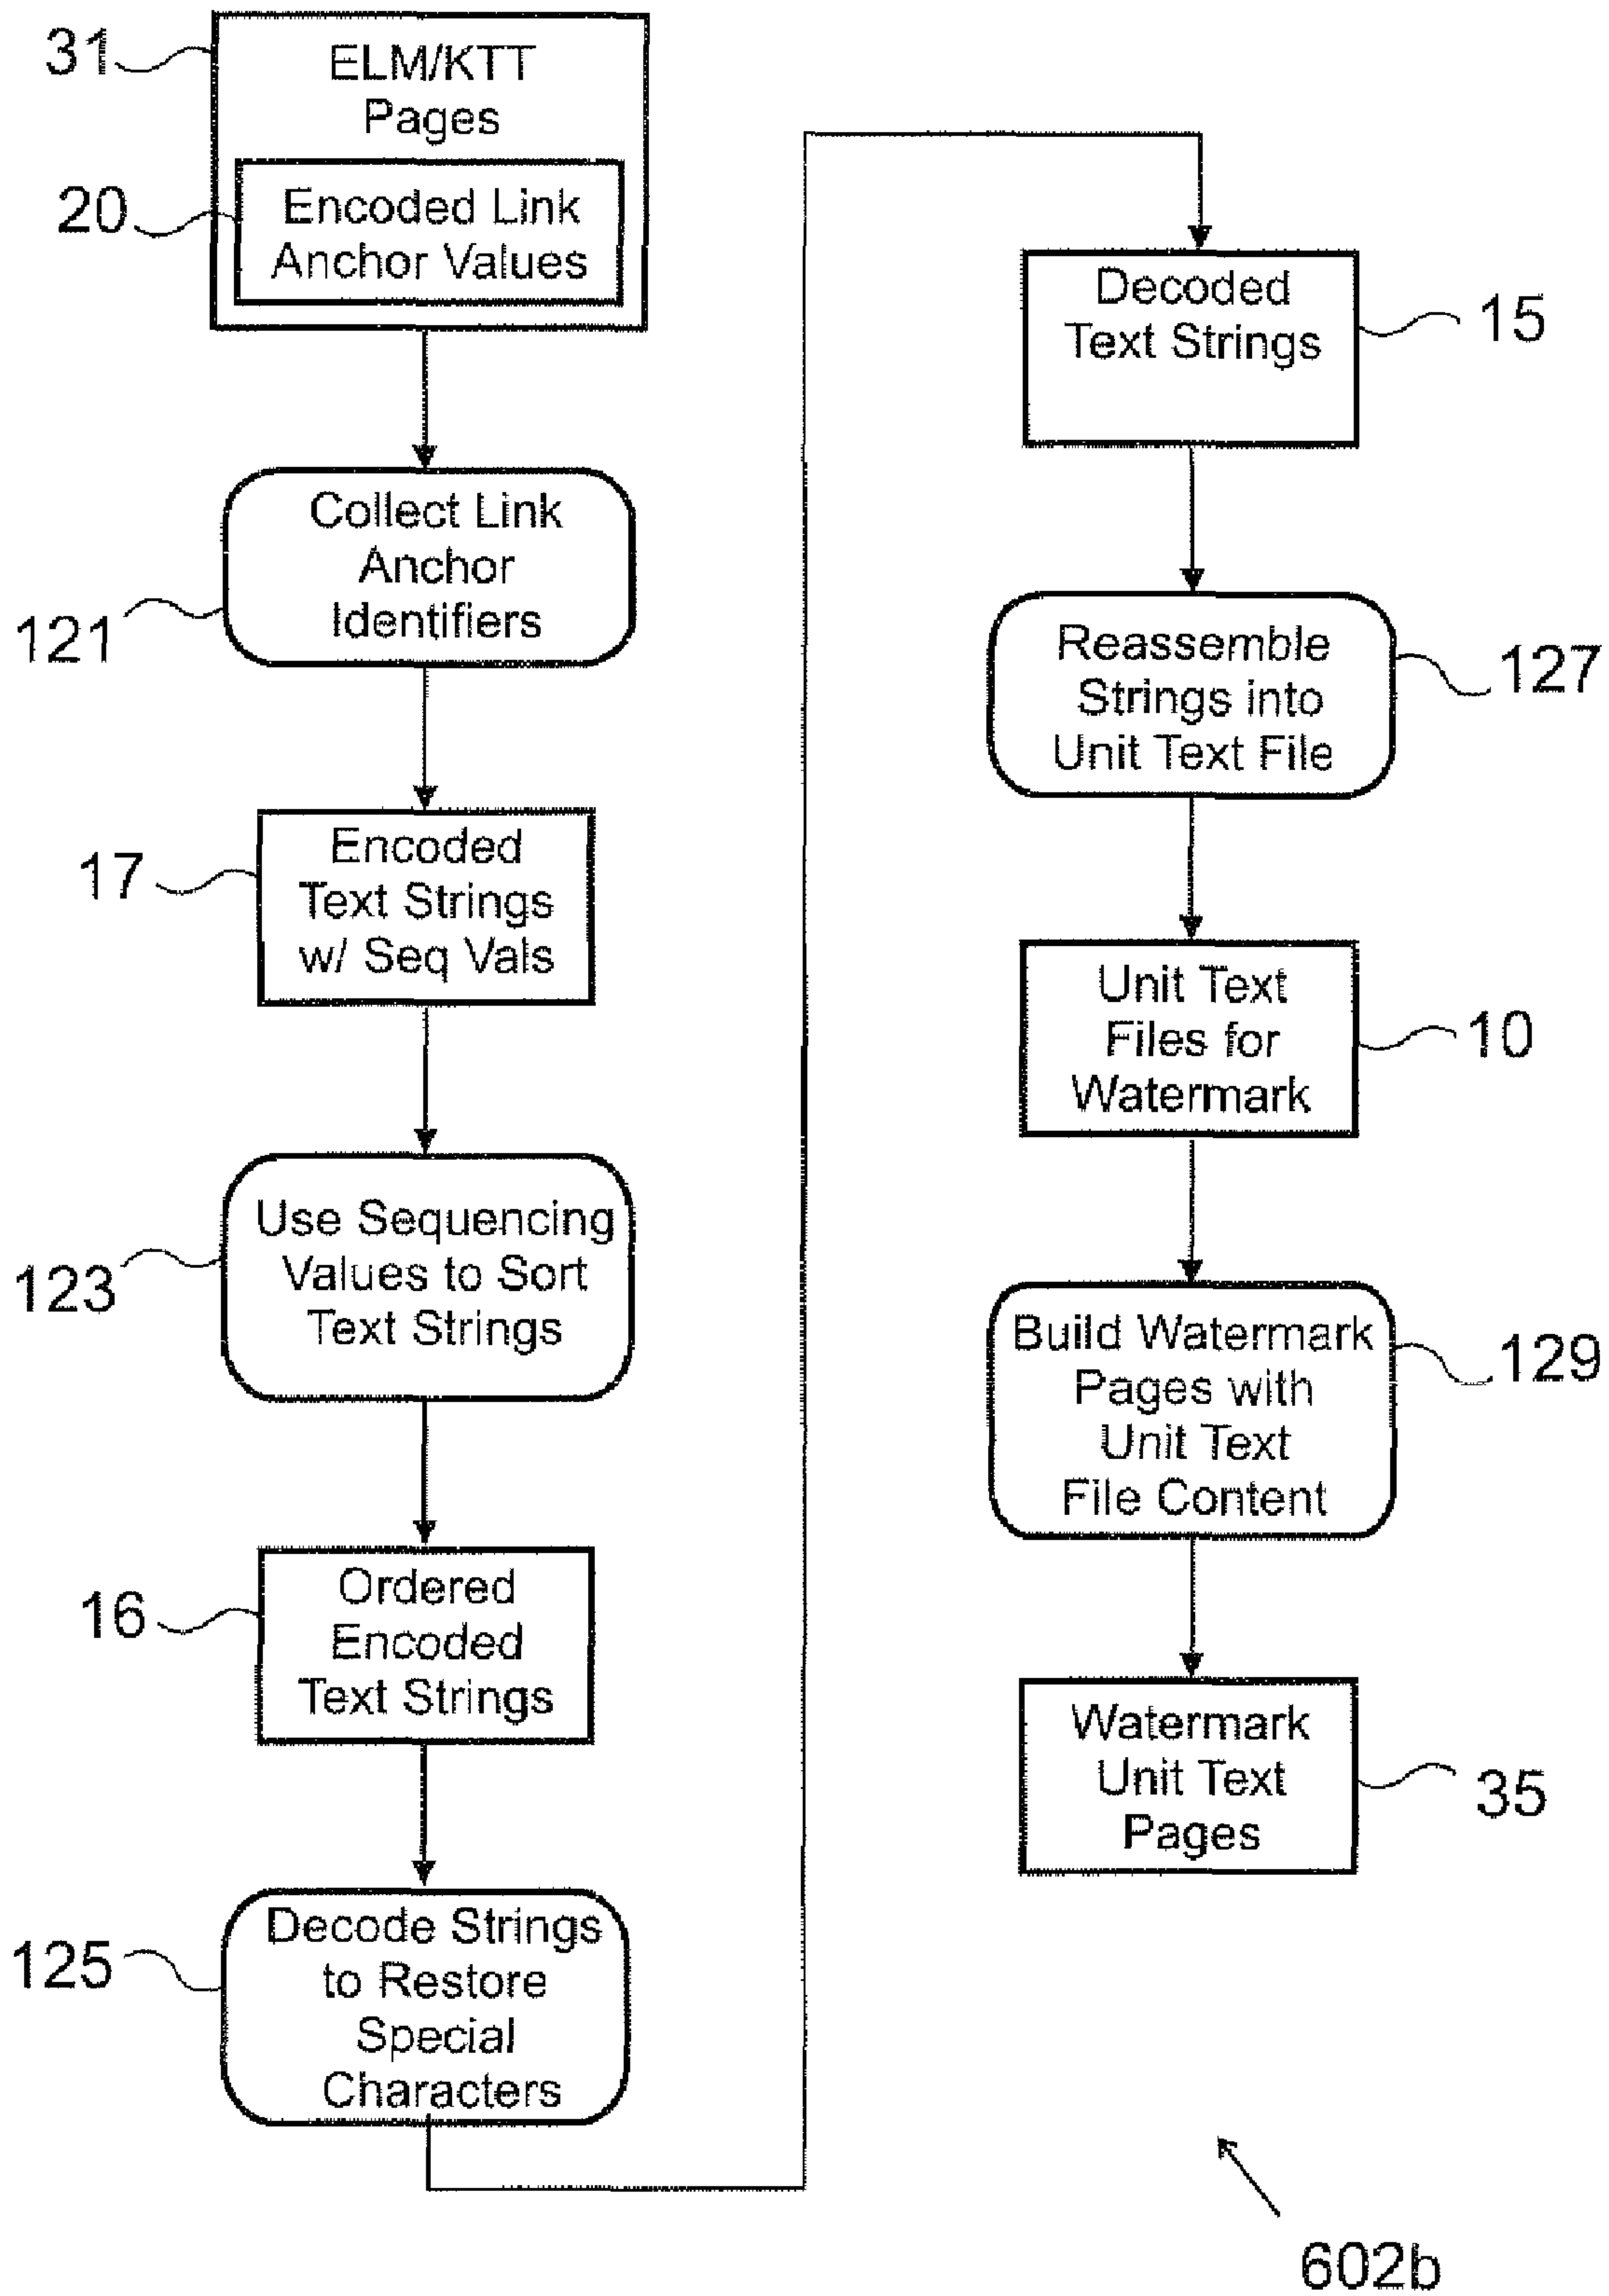 31
ELM/KTT
Pages
20
Encoded Link
Anchor Values
Collect Link
Anchor
Identifiers
121
17
Encoded
Text Strings
w/ Seq Vals
Use Sequencing
Values to Sort
Text Strings
123
16
Ordered
Encoded
Text Strings
Decode Strings
to Restore
Special
Characters
125
Decoded
Text Strings
15
Reassemble
Strings into
Unit Text File
127
Unit Text
Files for
Watermark
10
Build Watermark
Pages with
Unit Text
File Content
129
Watermark
Unit Text
Pages
35
602b